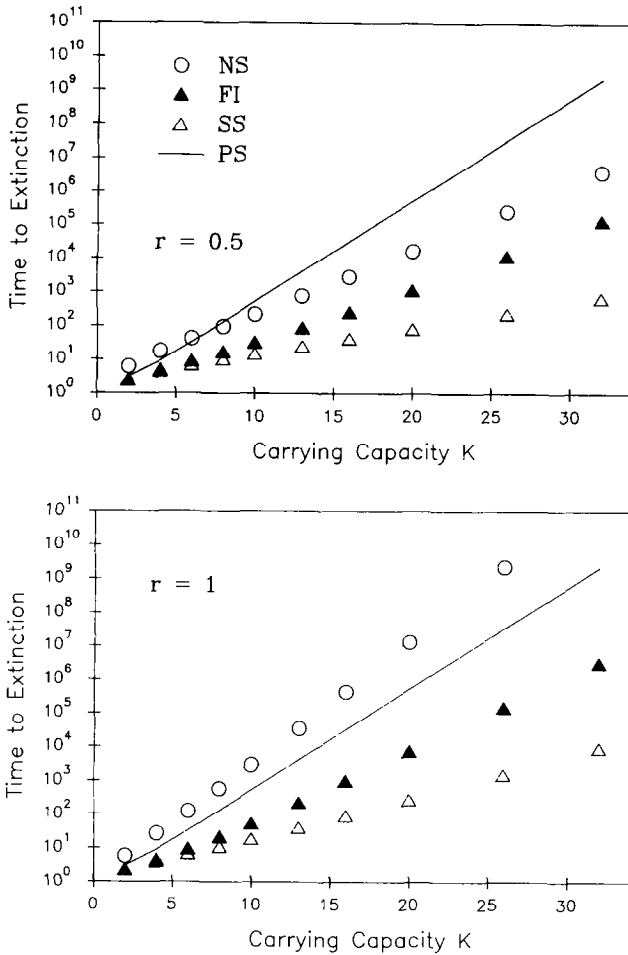 10^11
10^10
10^9
10^8
10^7
10^6
10^5
10^4
10^3
10^2
10^1
10^0
Time to Extinction
NS
FI
SS
PS
r = 0.5
0 5 10 15 20 25 30
Carrying Capacity K
10^11
10^10
10^9
10^8
10^7
10^6
10^5
10^4
10^3
10^2
10^1
10^0
Time to Extinction
r = 1
0 5 10 15 20 25 30
Carrying Capacity K